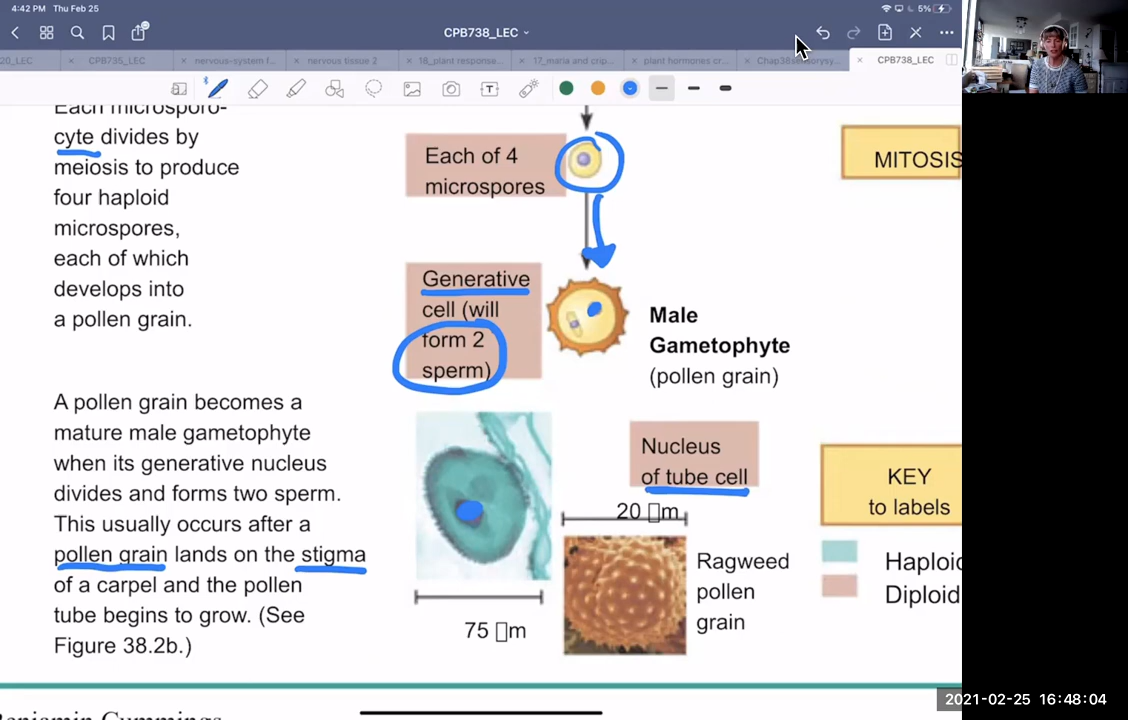 4:42 PM Thu Feb 25
5%
CPB738_LEC
20_LEC
CPB735_LEC
nervous-system I...
nervous tissue 2
18_plant response...
17_matla and ctip...
plant hormones cr...
CPB738_LEC
Each microsporo-
cyte divides by
meiosis to produce
four haploid
microspores,
each of which
develops into
a pollen grain.
Each of 4
microspores
MITOSIS
Generative
cell (will
form 2
sperm)
Male
Gametophyte
(pollen grain)
A pollen grain becomes a
mature male gametophyte
when its generative nucleus
divides and forms two sperm.
This usually occurs after a
pollen grain lands on the stigma
of a carpel and the pollen
tube begins to grow. (See
Figure 38.2b.)
75 m
Nucleus
of tube cell
20 m
Ragweed
pollen
grain
KEY
to labels
Haploid
Diploid
Benjamin Cummings
2021-02-25 16:48:04